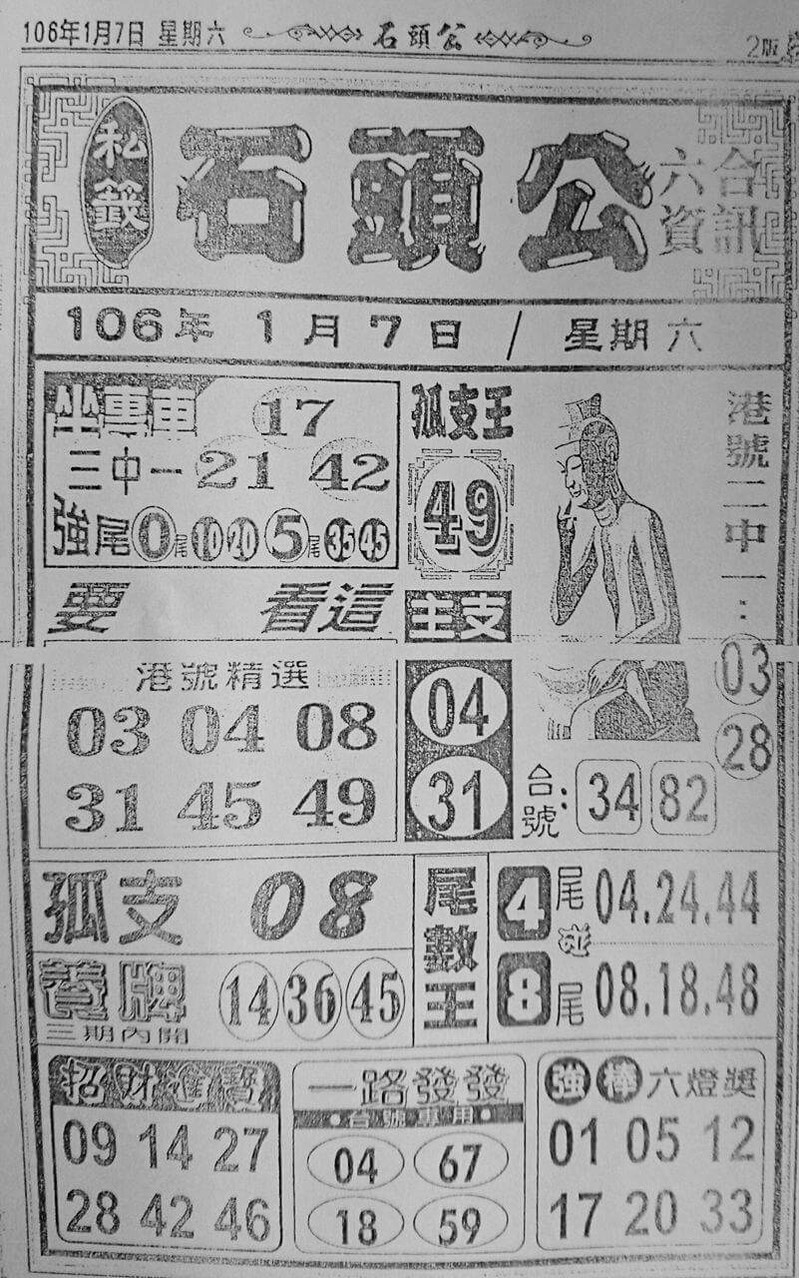 106年1月7日 星期六
石頭公
2版
私籤
石頭公
六合
資訊
106年 1月7日 / 星期六
坐專車 17
三中一 21 42
強尾 0尾 10 20 5尾 35 45
孤支王
49
港號二中一:
03
28
要 看這
主支
04
31
港號精選
03 04 08
31 45 49
台號: 34 82
孤支 08
養牌 14 36 45
三期內開
尾數王
4尾 04.24.44
碰
8尾 08.18.48
招財進寶
09 14 27
28 42 46
一路發發
台號專用
04 67
18 59
強棒六燈獎
01 05 12
17 20 33